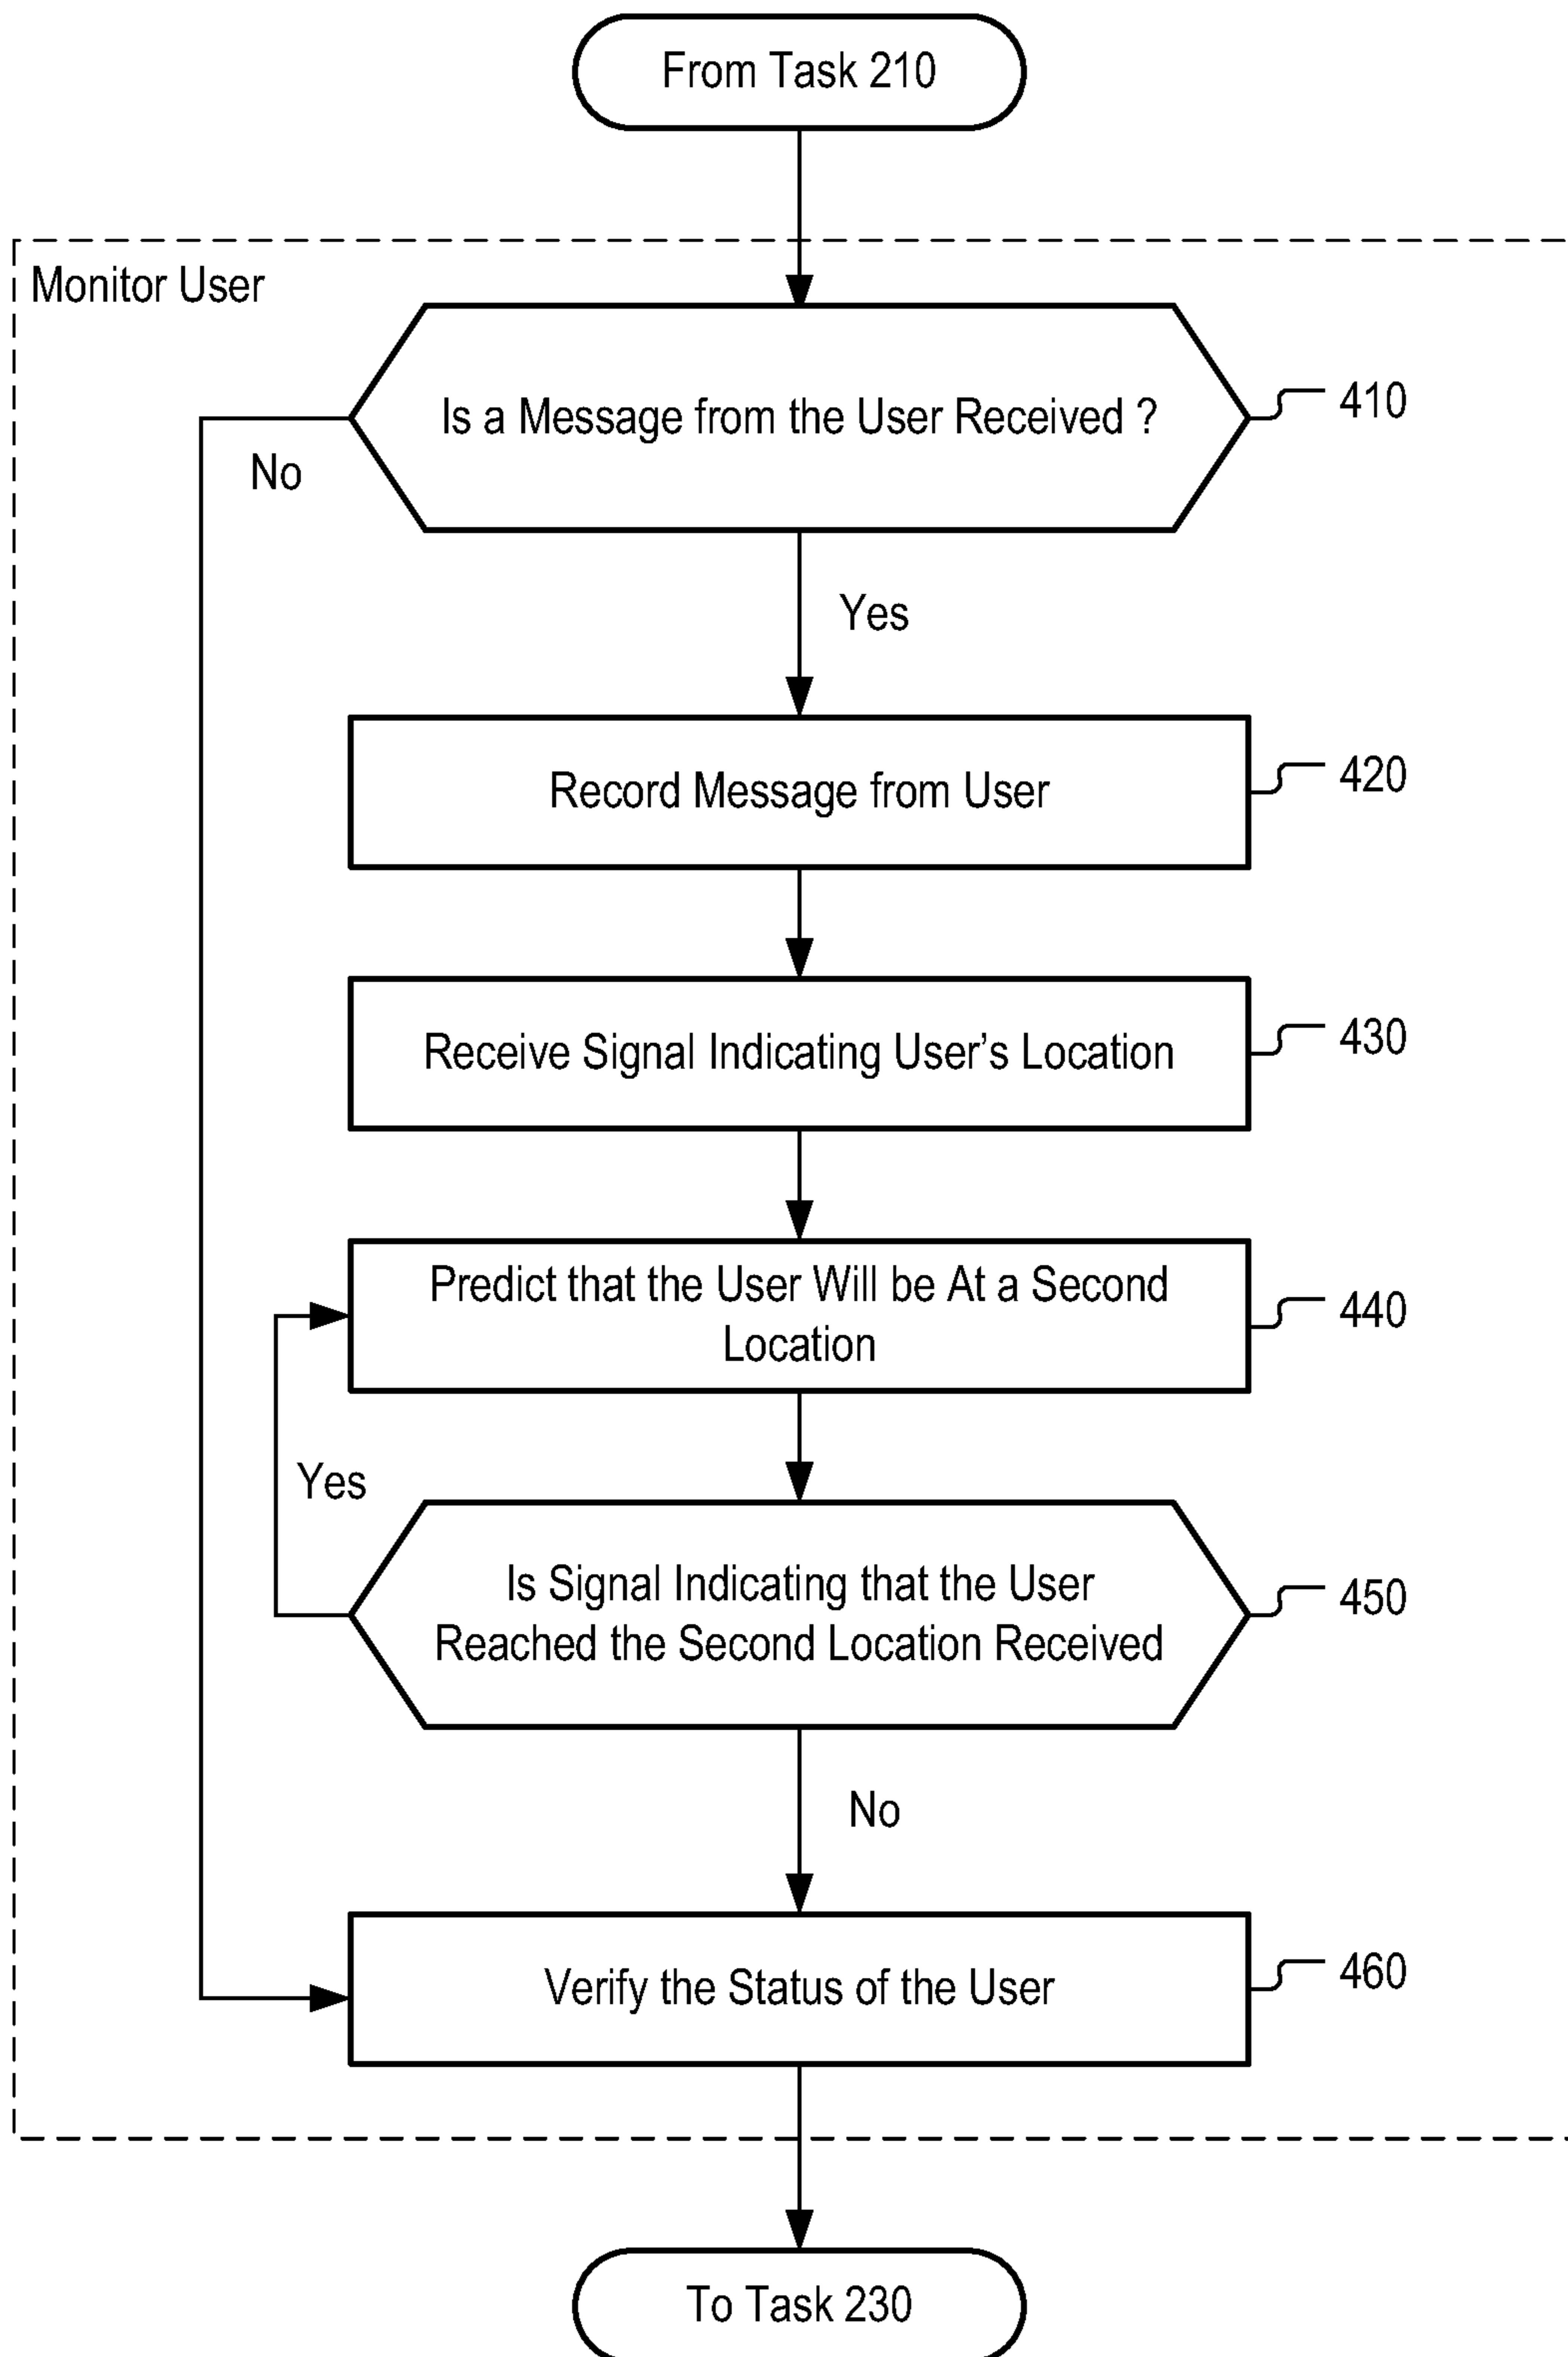 From Task 210
Monitor User
Is a Message from the User Received ?
410
No
Yes
Record Message from User
420
Receive Signal Indicating User’s Location
430
Predict that the User Will be At a Second
Location
440
Yes
Is Signal Indicating that the User
Reached the Second Location Received
450
No
Verify the Status of the User
460
To Task 230